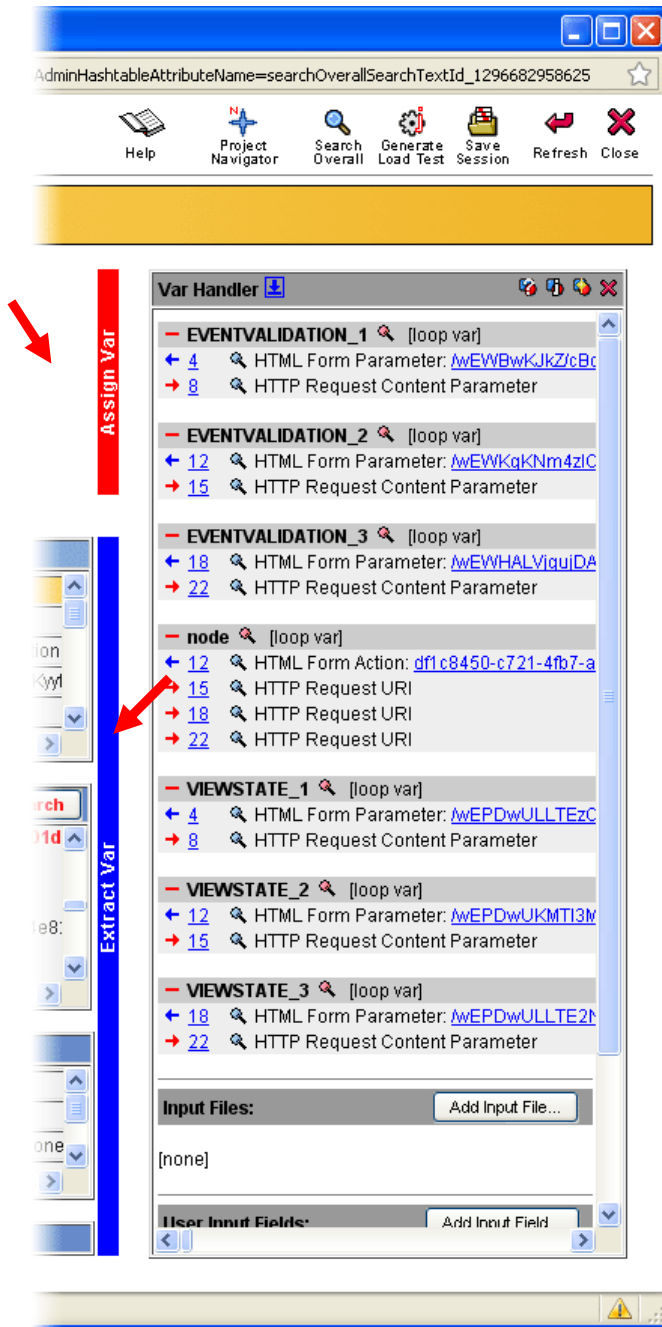 AdminHashtableAttributeName=searchOverallSearchTextId_1296682958625
Help
Project Navigator
Search Overall
Generate Load Test
Save Session
Refresh
Close
Assign Var
Var Handler
EVENTVALIDATION_1 [loop var]
4 HTML Form Parameter: /wEWBwKJkZ/cBc
8 HTTP Request Content Parameter
EVENTVALIDATION_2 [loop var]
12 HTML Form Parameter: /wEWKgKNm4zlC
15 HTTP Request Content Parameter
EVENTVALIDATION_3 [loop var]
18 HTML Form Parameter: /wEWHALVjqujDA
22 HTTP Request Content Parameter
node [loop var]
12 HTML Form Action: df1c8450-c721-4fb7-a
15 HTTP Request URI
18 HTTP Request URI
22 HTTP Request URI
VIEWSTATE_1 [loop var]
4 HTML Form Parameter: /wEPDwULLTEzC
8 HTTP Request Content Parameter
VIEWSTATE_2 [loop var]
12 HTML Form Parameter: /wEPDwUKMTI3M
15 HTTP Request Content Parameter
VIEWSTATE_3 [loop var]
18 HTML Form Parameter: /wEPDwULLTE2N
22 HTTP Request Content Parameter
Input Files:
Add Input File...
[none]
User Input Fields:
Add Input Field...
Extract Var